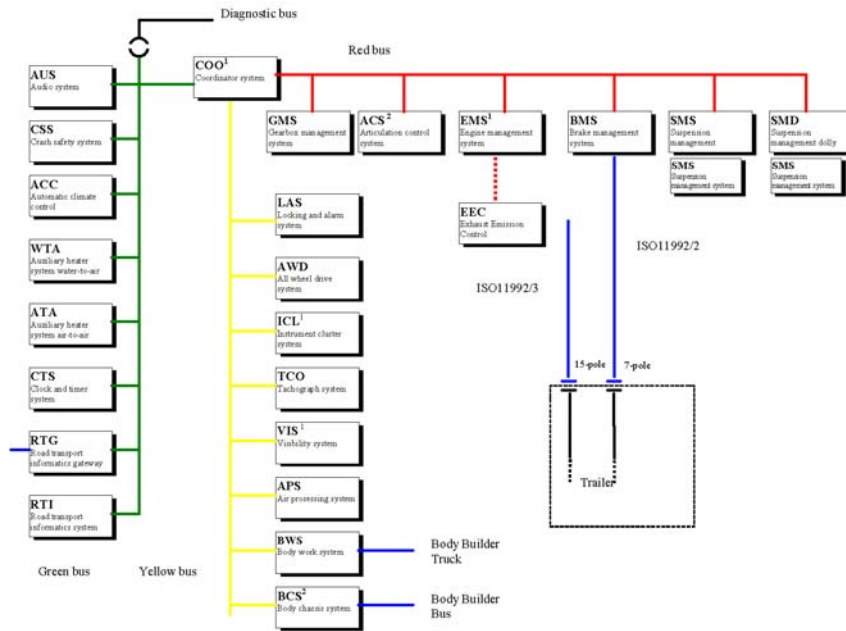 Diagnostic bus
Red bus
COO1
Coordinator system
AUS
Audio system
CSS
Crash safety system
ACC
Automatic climate
control
WTA
Auxiliary heater
system water-to-air
ATA
Auxiliary heater
system air-to-air
CTS
Clock and timer
system
RTG
Road transport
informatics gateway
RTI
Road transport
informatics system
Green bus
Yellow bus
GMS
Gearbox management
system
ACS2
Articulation control
system
EMS1
Engine management
system
BMS
Brake management
system
SMS
Suspension
management
SMD
Suspension
management dolly
SMS
Suspension
management system
SMS
Suspension
management system
EEC
Exhaust Emission
Control
LAS
Locking and alarm
system
AWD
All wheel drive
system
ICL1
Instrument cluster
system
TCO
Tachograph system
VIS1
Visibility system
APS
Air processing system
BWS
Body work system
BCS2
Body chassis system
Body Builder
Truck
Body Builder
Bus
ISO11992/2
ISO11992/3
15-pole
7-pole
Trailer